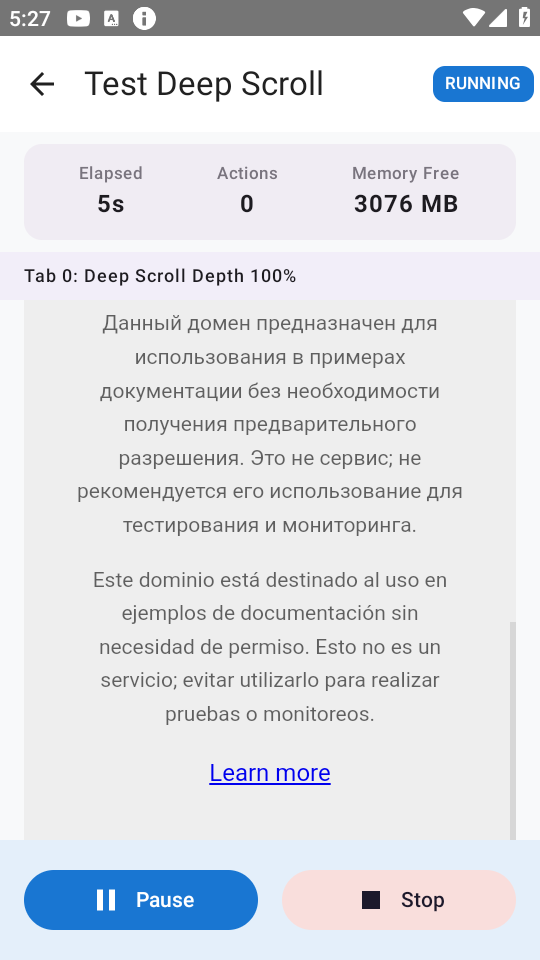 5:27
Test Deep Scroll
RUNNING
Elapsed Actions Memory Free
5s 0 3076 MB
Tab 0: Deep Scroll Depth 100%
Данный домен предназначен для
использования в примерах
документации без необходимости
получения предварительного
разрешения. Это не сервис; не
рекомендуется его использование для
тестирования и мониторинга.
Este dominio está destinado al uso en
ejemplos de documentación sin
necesidad de permiso. Esto no es un
servicio; evitar utilizarlo para realizar
pruebas o monitoreos.
Learn more
Pause
Stop